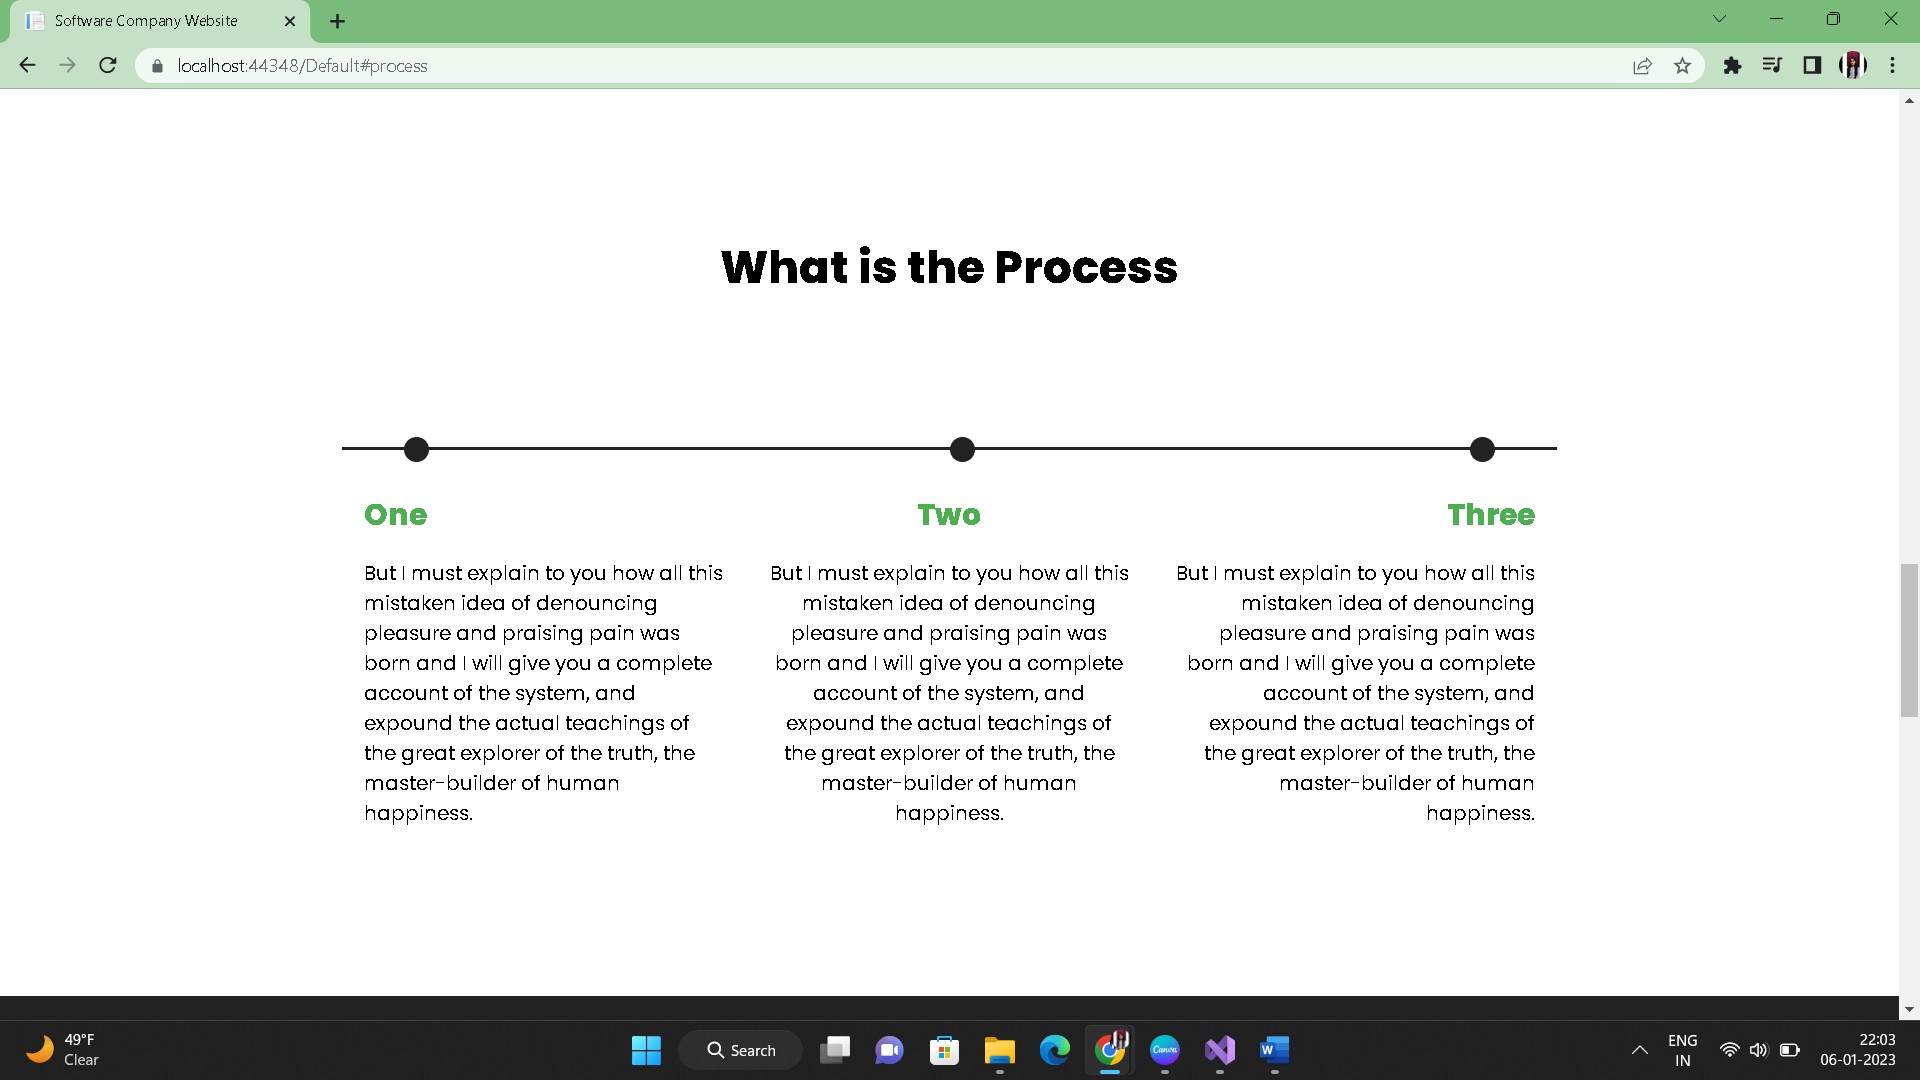 Software Company Website
localhost:44348/Default#process
What is the Process
One
But I must explain to you how all this
mistaken idea of denouncing
pleasure and praising pain was
born and I will give you a complete
account of the system, and
expound the actual teachings of
the great explorer of the truth, the
master-builder of human
happiness.
Two
But I must explain to you how all this
mistaken idea of denouncing
pleasure and praising pain was
born and I will give you a complete
account of the system, and
expound the actual teachings of
the great explorer of the truth, the
master-builder of human
happiness.
Three
But I must explain to you how all this
mistaken idea of denouncing
pleasure and praising pain was
born and I will give you a complete
account of the system, and
expound the actual teachings of
the great explorer of the truth, the
master-builder of human
happiness.
49°F
Clear
Search
Canva
W
ENG
IN
22:03
06-01-2023